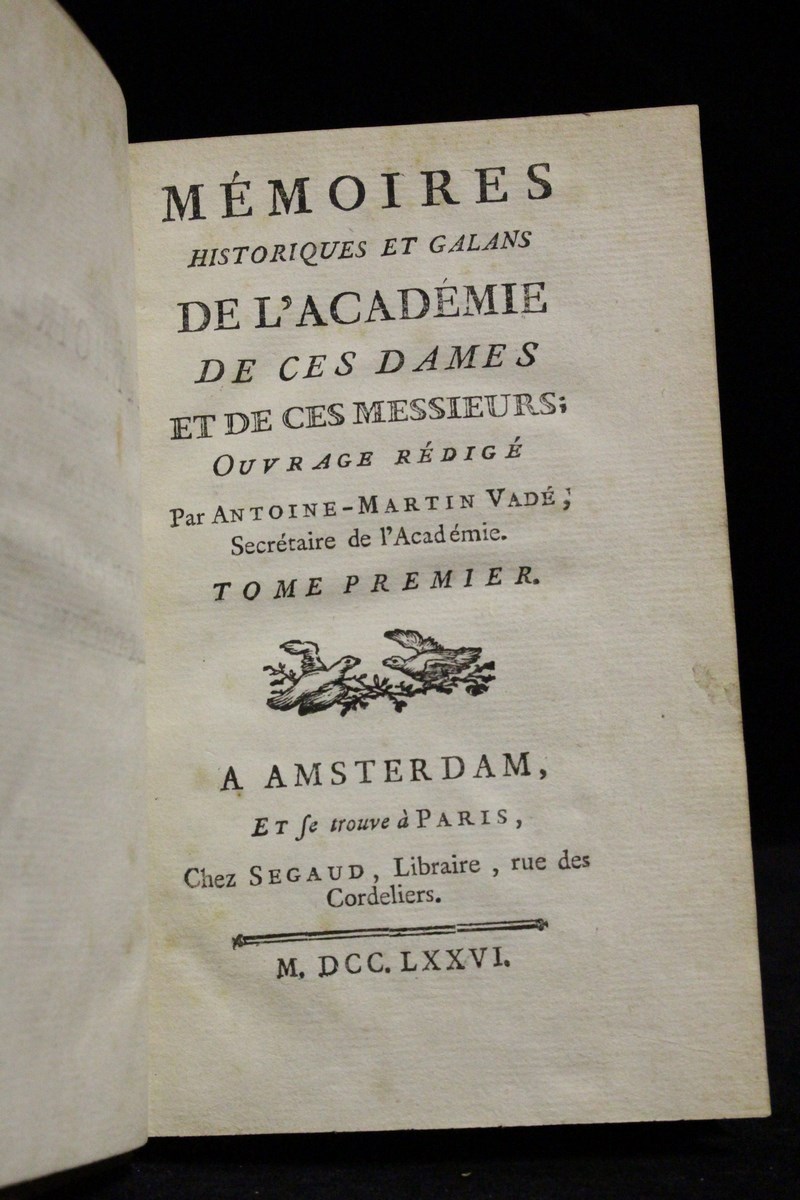 MÉMOIRES
HISTORIQUES ET GALANS
DE L'ACADÉMIE
DE CES DAMES
ET DE CES MESSIEURS;
OUVRAGE RÉDIGÉ
Par ANTOINE-MARTIN VADÉ;
Secrétaire de l'Académie.
TOME PREMIER.
A AMSTERDAM,
ET ſe trouve à PARIS,
Chez SEGAUD, Libraire, rue des
Cordeliers.
M. DCC. LXXVI.